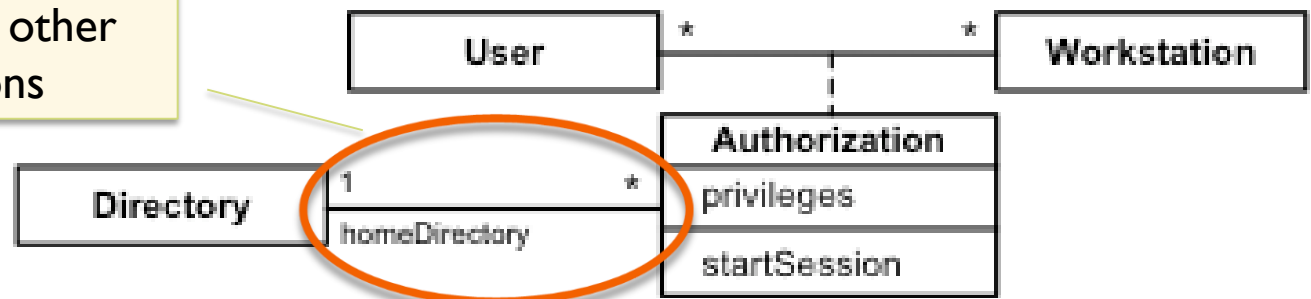 other
ons
User
*
*
Workstation
Authorization
Directory
1
*
privileges
homeDirectory
startSession